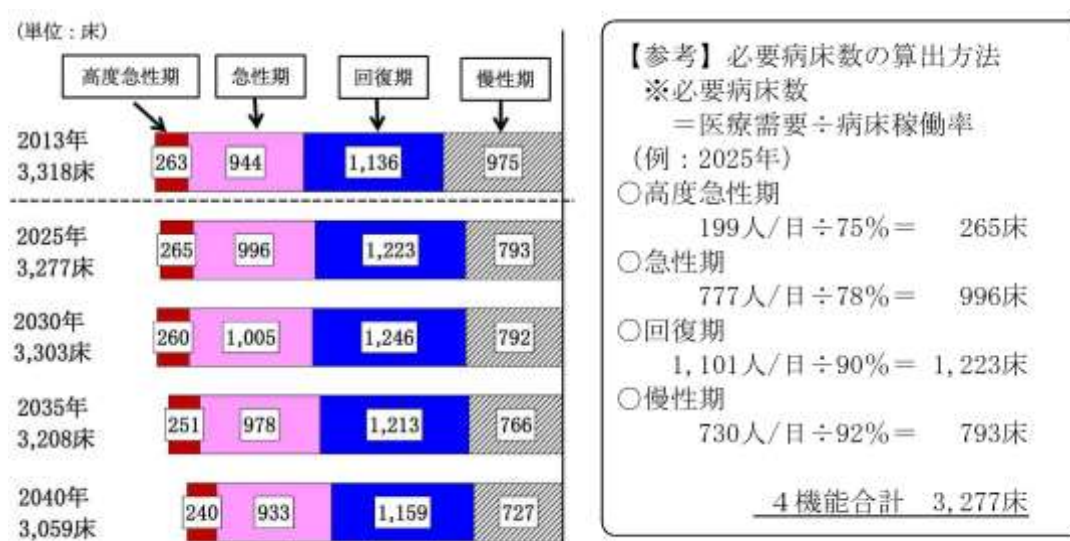 (単位：床)
高度急性期
急性期
回復期
慢性期
2013年
3,318床
263
944
1,136
975
2025年
3,277床
265
996
1,223
793
2030年
3,303床
260
1,005
1,246
792
2035年
3,208床
251
978
1,213
766
2040年
3,059床
240
933
1,159
727
【参考】必要病床数の算出方法
※必要病床数
＝医療需要÷病床稼働率
(例：2025年)
○高度急性期
199人/日÷75%＝ 265床
○急性期
777人/日÷78%＝ 996床
○回復期
1,101人/日÷90%＝ 1,223床
○慢性期
730人/日÷92%＝ 793床
4機能合計 3,277床